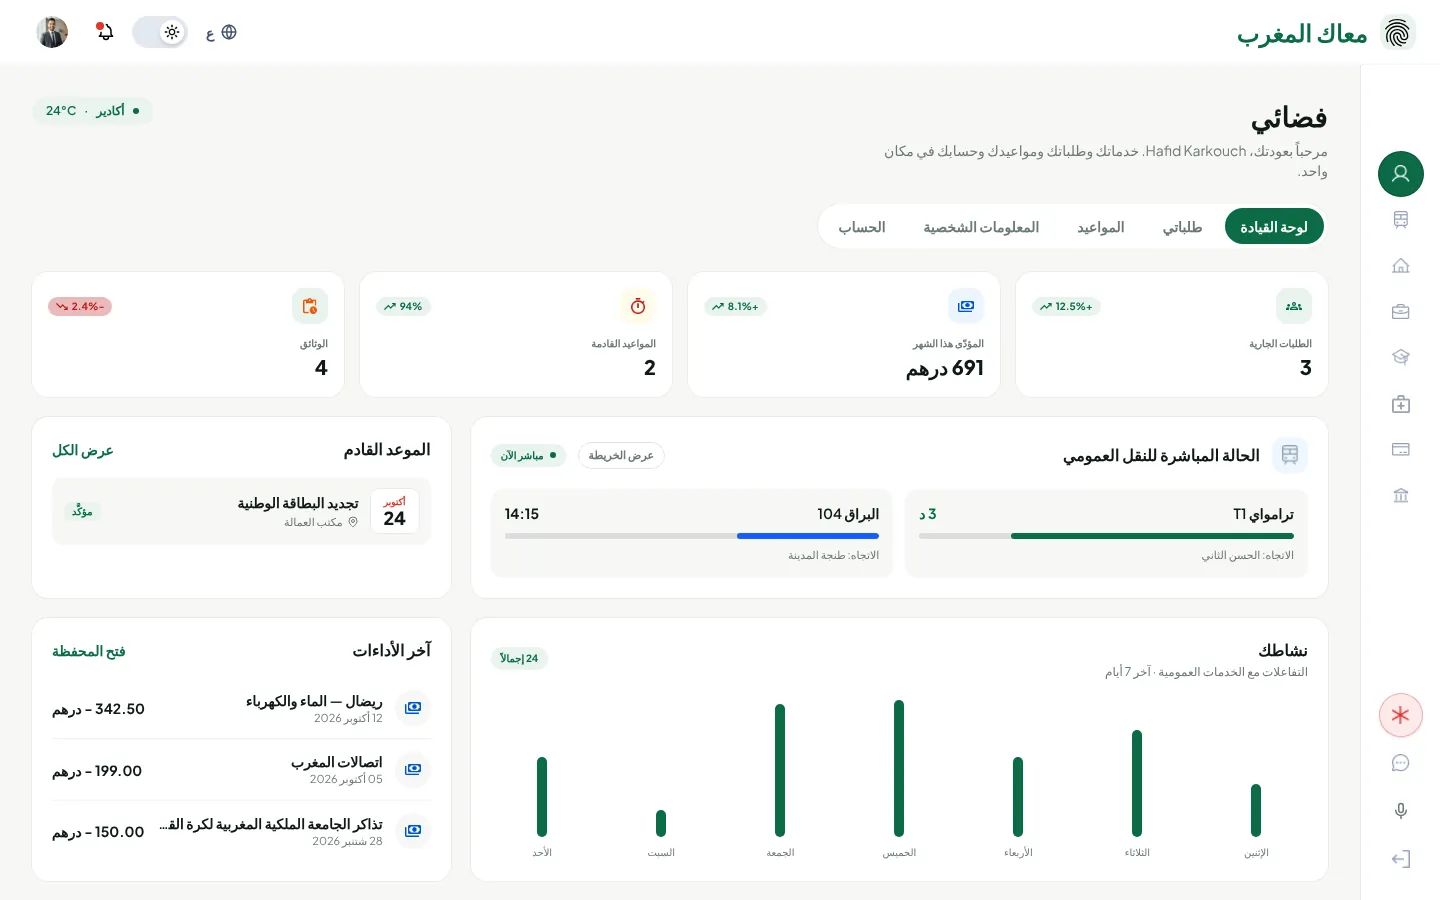 معاك المغرب
ع
فضائي
أكادير · 24°C
مرحباً بعودتك، Hafid Karkouch. خدماتك وطلباتك ومواعيدك وحسابك في مكان
واحد.
لوحة القيادة
طلباتي
المواعيد
المعلومات الشخصية
الحساب
+12.5%
الطلبات الجارية
3
+8.1%
المؤدّى هذا الشهر
691 درهم
94%
المواعيد القادمة
2
-2.4%
الوثائق
4
الحالة المباشرة للنقل العمومي
عرض الخريطة
مباشر الآن
ترامواي T1
3 د
الاتجاه: الحسن الثاني
البراق 104
14:15
الاتجاه: طنجة المدينة
الموعد القادم
عرض الكل
أكتوبر
24
تجديد البطاقة الوطنية
مكتب العمالة
مؤكَّد
نشاطك
التفاعلات مع الخدمات العمومية · آخر 7 أيام
24 إجمالاً
الإثنين
الثلاثاء
الأربعاء
الخميس
الجمعة
السبت
الأحد
آخر الأداءات
فتح المحفظة
ريضال — الماء والكهرباء
12 أكتوبر 2026
342.50 - درهم
اتصالات المغرب
05 أكتوبر 2026
199.00 - درهم
تذاكر الجامعة الملكية المغربية لكرة الق...
28 شتنبر 2026
150.00 - درهم